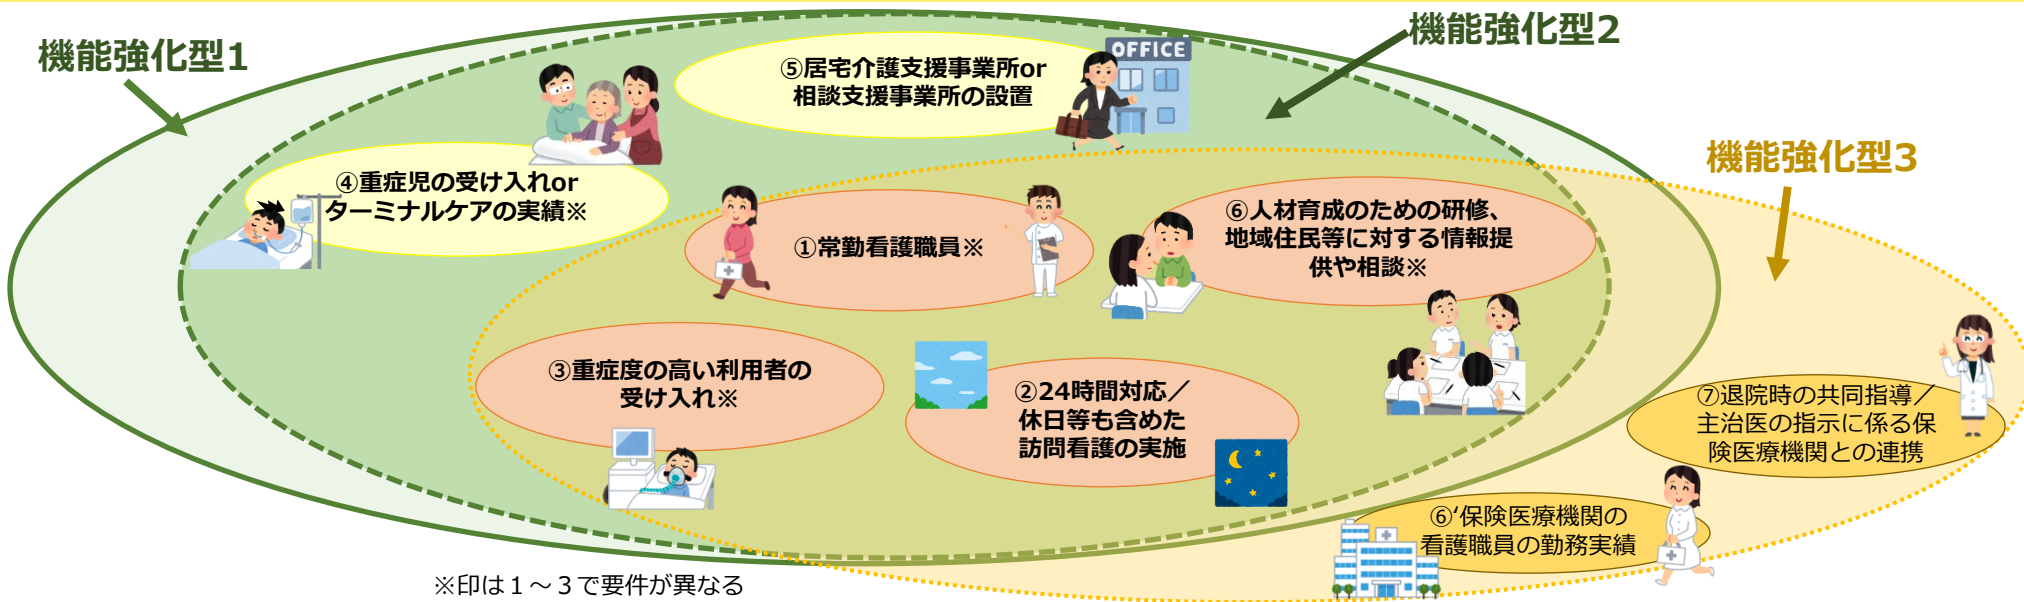 機能強化型1
機能強化型2
機能強化型3
⑤居宅介護支援事業所or
相談支援事業所の設置
OFFICE
④重症児の受け入れor
ターミナルケアの実績※
①常勤看護職員※
⑥人材育成のための研修、
地域住民等に対する情報提
供や相談※
③重症度の高い利用者の
受け入れ※
②24時間対応／
休日等も含めた
訪問看護の実施
⑦退院時の共同指導／
主治医の指示に係る保
険医療機関との連携
⑥‘保険医療機関の
看護職員の勤務実績
※印は１～３で要件が異なる